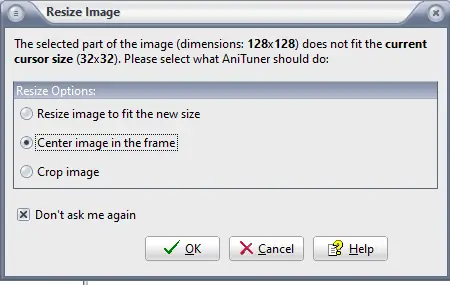 Resize Image
The selected part of the image (dimensions: 128x128) does not fit the current
cursor size (32x32). Please select what AniTuner should do:
Resize Options:
Resize image to fit the new size
Center image in the frame
Crop image
Don't ask me again
OK Cancel Help